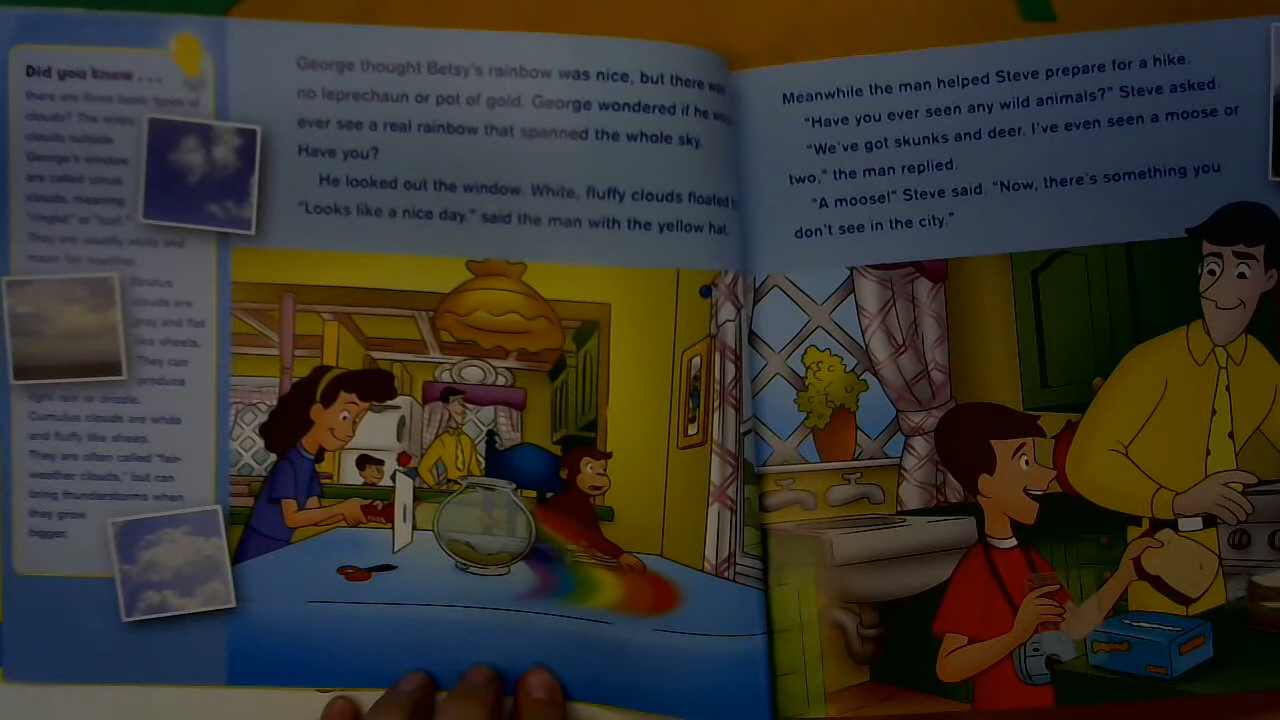 Did you know . . .
there are three basic types of
clouds? The wispy
clouds outside
George's window
are called cirrus
clouds, meaning
"ringlet" or "curl."
They are usually white and
mean fair weather.
Stratus
clouds are
gray and flat
like sheets.
They can
produce
light rain or drizzle.
Cumulus clouds are white
and fluffy like sheep.
They are often called "fair-
weather clouds," but can
bring thunderstorms when
they grow
bigger.
George thought Betsy's rainbow was nice, but there was
no leprechaun or pot of gold. George wondered if he
ever see a real rainbow that spanned the whole sky.
Have you?
He looked out the window. White, fluffy clouds floated
"Looks like a nice day," said the man with the yellow hat.
Meanwhile the man helped Steve prepare for a hike.
"Have you ever seen any wild animals?" Steve asked.
"We've got skunks and deer. I've even seen a moose or
two," the man replied.
"A moose!" Steve said. "Now, there's something you
don't see in the city."